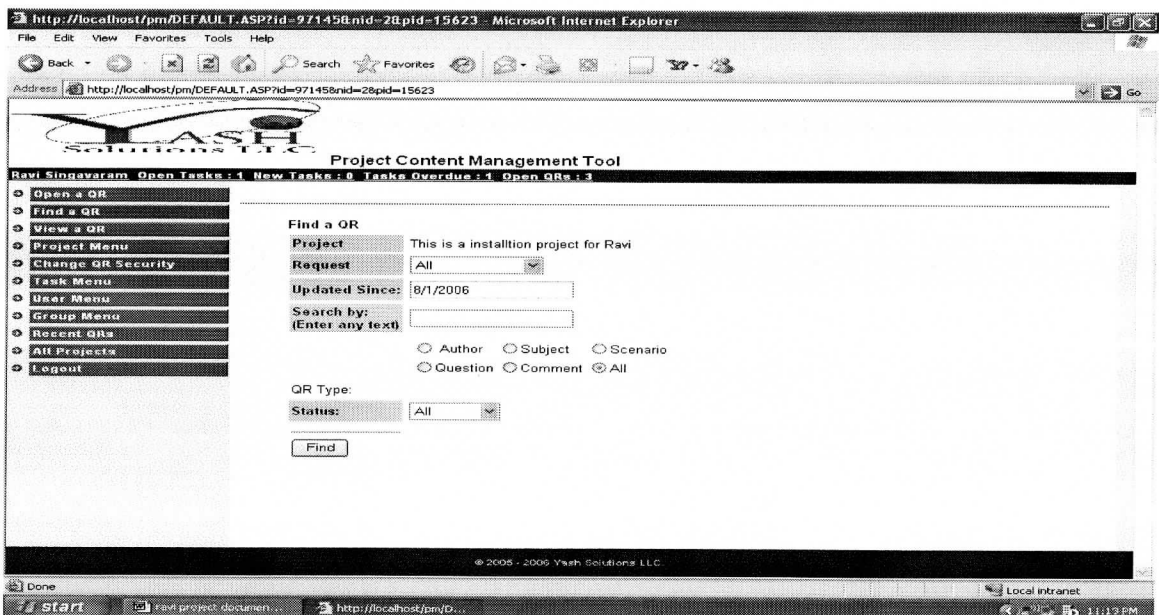 http://localhost/pm/DEFAULT.ASP?id=97145&nid=2&pid=15623 - Microsoft Internet Explorer
File Edit View Favorites Tools Help
Back Search Favorites
Address http://localhost/pm/DEFAULT.ASP?id=97145&nid=2&pid=15623 Go
YASH
Solutions L.L.C
Project Content Management Tool
Ravi Singavaram Open Tasks : 1 New Tasks : 0 Tasks Overdue : 1 Open QRs : 3
Open a QR
Find a QR
View a QR
Project Menu
Change QR Security
Task Menu
User Menu
Group Menu
Recent QRs
All Projects
Logout
Find a QR
Project This is a installtion project for Ravi
Request All
Updated Since: 8/1/2006
Search by:
(Enter any text)
Author Subject Scenario
Question Comment All
QR Type:
Status: All
Find
© 2005 - 2006 Yash Solutions LLC
Done Local intranet
start ravi project documen... http://localhost/pm/D... 11:13 PM